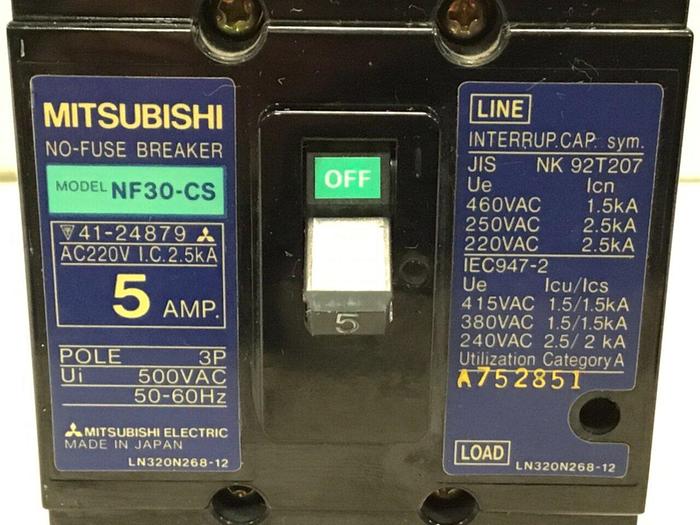 MITSUBISHI
NO-FUSE BREAKER
MODEL NF30-CS
41-24879
AC220V I.C.2.5kA
5 AMP.
POLE 3P
Ui 500VAC
50-60Hz
MITSUBISHI ELECTRIC
MADE IN JAPAN
LN320N268-12
OFF
5
LINE
INTERRUP.CAP. sym.
JIS NK 92T207
Ue Icn
460VAC 1.5kA
250VAC 2.5kA
220VAC 2.5kA
IEC947-2
Ue Icu/Ics
415VAC 1.5/1.5kA
380VAC 1.5/1.5kA
240VAC 2.5/2 kA
Utilization Category A
A752851
LOAD
LN320N268-12